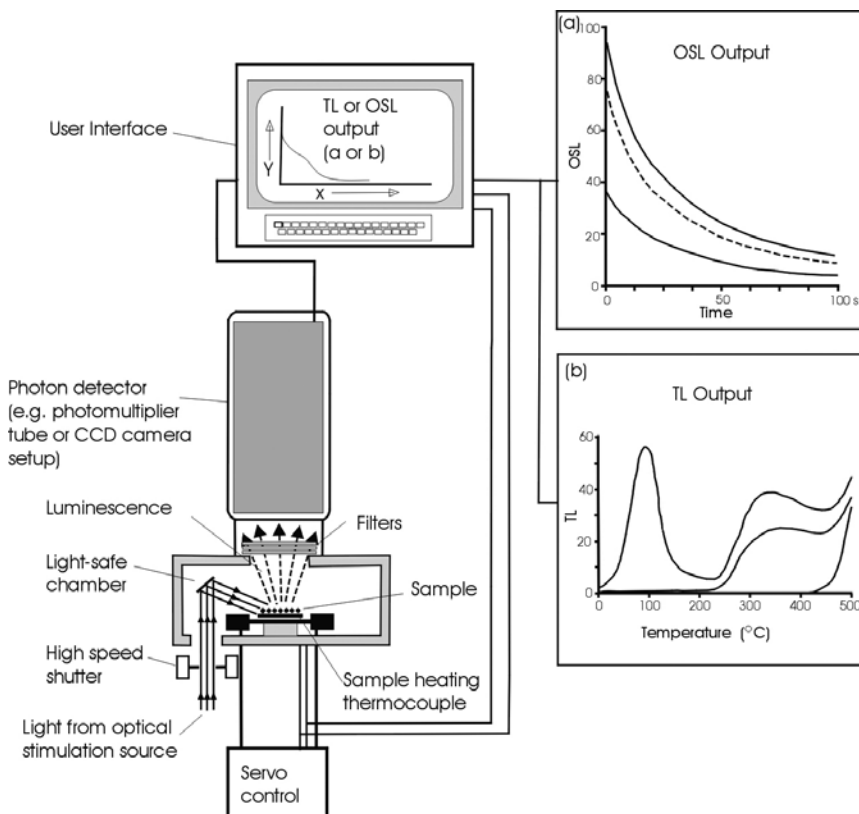 User Interface
TL or OSL
output
(a or b)
Y
X
Photon detector
(e.g. photomultiplier
tube or CCD camera
setup)
Luminescence
Filters
Light-safe
chamber
Sample
High speed
shutter
Sample heating
thermocouple
Light from optical
stimulation source
Servo
control
(a)
OSL Output
100
80
60
40
20
0
OSL
0
50
100 s
Time
(b)
TL Output
60
40
20
0
TL
0
100
200
300
400
500
Temperature (°C)